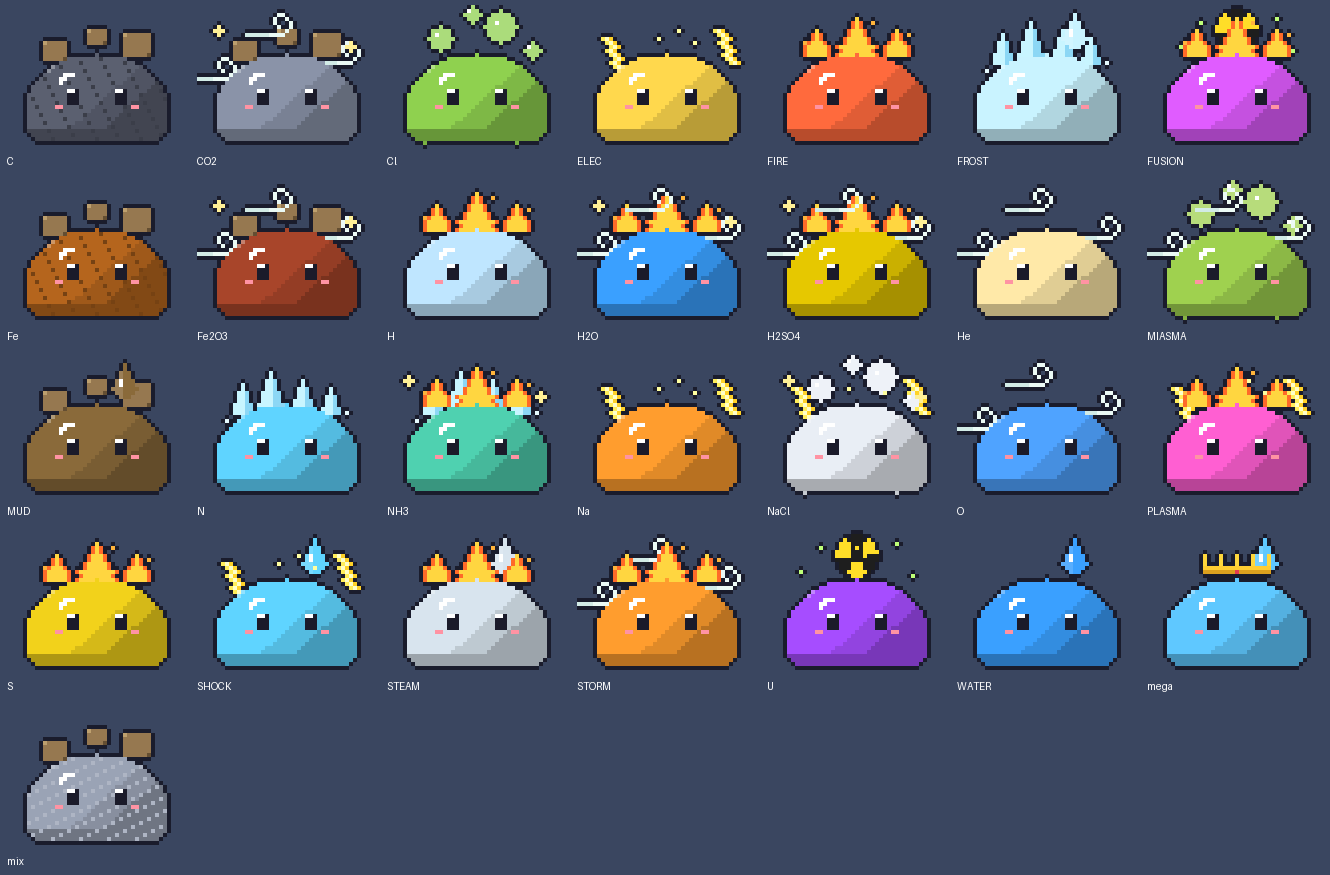 C CO2 Cl ELEC FIRE FROST FUSION
Fe Fe2O3 H H2O H2SO4 He MIASMA
MUD N NH3 Na NaCl O PLASMA
S SHOCK STEAM STORM U WATER mega
mix